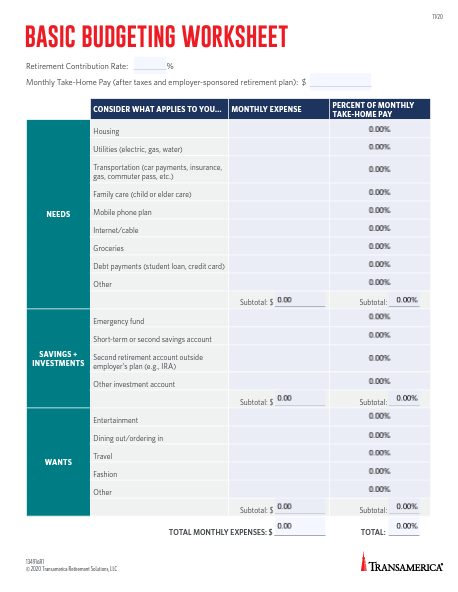 11/20
BASIC BUDGETING WORKSHEET
Retirement Contribution Rate: %
Monthly Take-Home Pay (after taxes and employer-sponsored retirement plan): $
CONSIDER WHAT APPLIES TO YOU... MONTHLY EXPENSE PERCENT OF MONTHLY TAKE-HOME PAY
NEEDS
Housing 0.00%
Utilities (electric, gas, water) 0.00%
Transportation (car payments, insurance,
gas, commuter pass, etc.) 0.00%
Family care (child or elder care) 0.00%
Mobile phone plan 0.00%
Internet/cable 0.00%
Groceries 0.00%
Debt payments (student loan, credit card) 0.00%
Other 0.00%
Subtotal: $ 0.00 Subtotal: 0.00%
SAVINGS +
INVESTMENTS
Emergency fund 0.00%
Short-term or second savings account 0.00%
Second retirement account outside
employer's plan (e.g., IRA) 0.00%
Other investment account 0.00%
Subtotal: $ 0.00 Subtotal: 0.00%
WANTS
Entertainment 0.00%
Dining out/ordering in 0.00%
Travel 0.00%
Fashion 0.00%
Other 0.00%
Subtotal: $ 0.00 Subtotal: 0.00%
TOTAL MONTHLY EXPENSES: $ 0.00 TOTAL: 0.00%
© 2020 Transamerica Retirement Solutions, LLC
TRANSAMERICA®